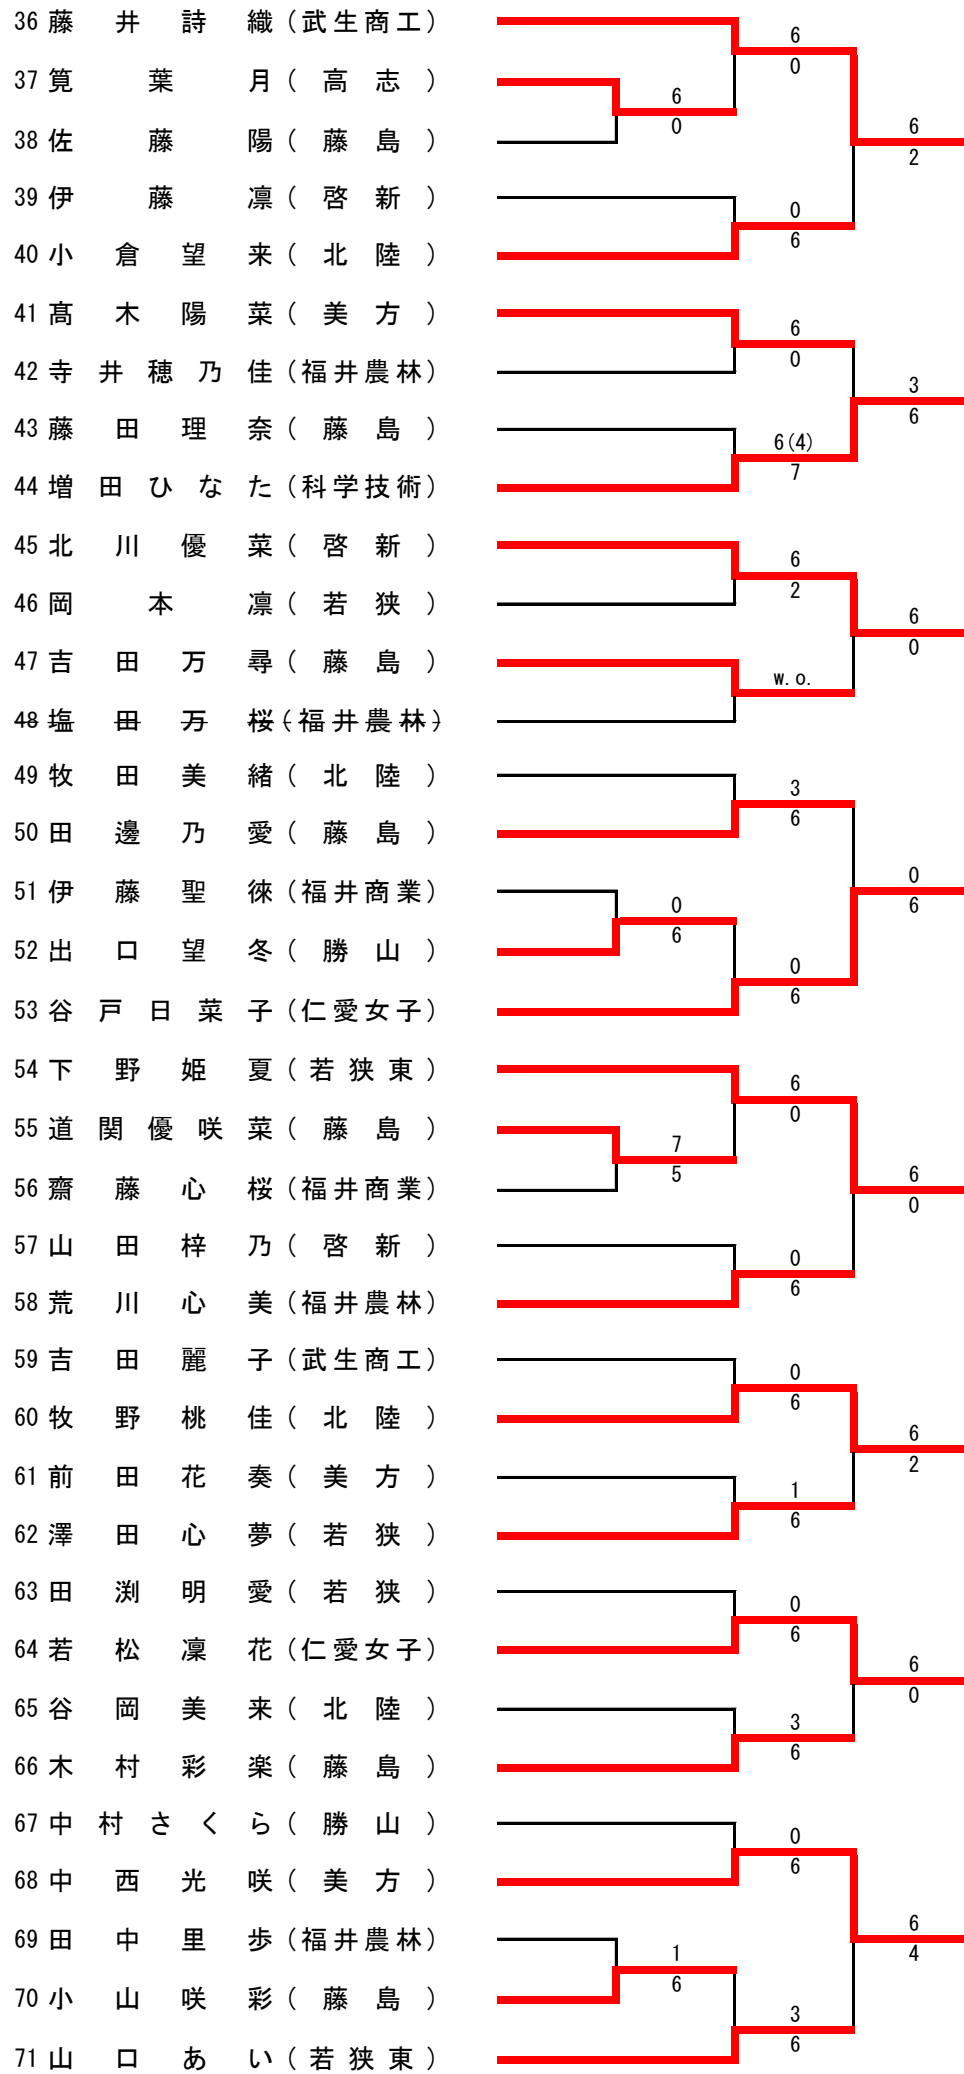 36 藤井詩織(武生商工)
6
0
37 筧葉月(高志)
6
0
38 佐藤陽(藤島)
6
2
39 伊藤凛(啓新)
0
6
40 小倉望来(北陸)
41 髙木陽菜(美方)
6
0
42 寺井穂乃佳(福井農林)
3
6
43 藤田理奈(藤島)
6(4)
7
44 増田ひなた(科学技術)
45 北川優菜(啓新)
6
2
46 岡本凛(若狭)
6
0
47 吉田万尋(藤島)
w.o.
48 塩田万桜(福井農林)
49 牧田美緒(北陸)
3
6
50 田邊乃愛(藤島)
51 伊藤聖徠(福井商業)
0
6
0
6
52 出口望冬(勝山)
0
6
53 谷戸日菜子(仁愛女子)
54 下野姫夏(若狭東)
6
0
55 道関優咲菜(藤島)
7
5
56 齋藤心桜(福井商業)
6
0
57 山田梓乃(啓新)
0
6
58 荒川心美(福井農林)
59 吉田麗子(武生商工)
0
6
60 牧野桃佳(北陸)
6
2
61 前田花奏(美方)
1
6
62 澤田心夢(若狭)
63 田渕明愛(若狭)
0
6
64 若松凜花(仁愛女子)
6
0
65 谷岡美来(北陸)
3
6
66 木村彩楽(藤島)
67 中村さくら(勝山)
0
6
68 中西光咲(美方)
69 田中里歩(福井農林)
1
6
6
4
70 小山咲彩(藤島)
3
6
71 山口あい(若狭東)